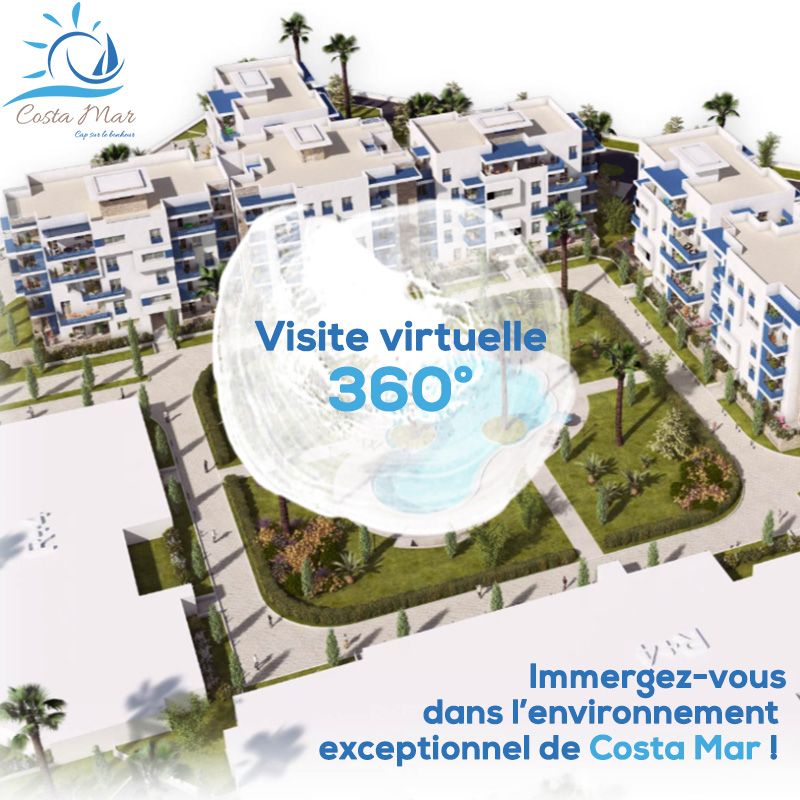 Costa Mar
Cap sur le bonheur
Visite virtuelle
360°
Immergez-vous
dans l'environnement
exceptionnel de Costa Mar !